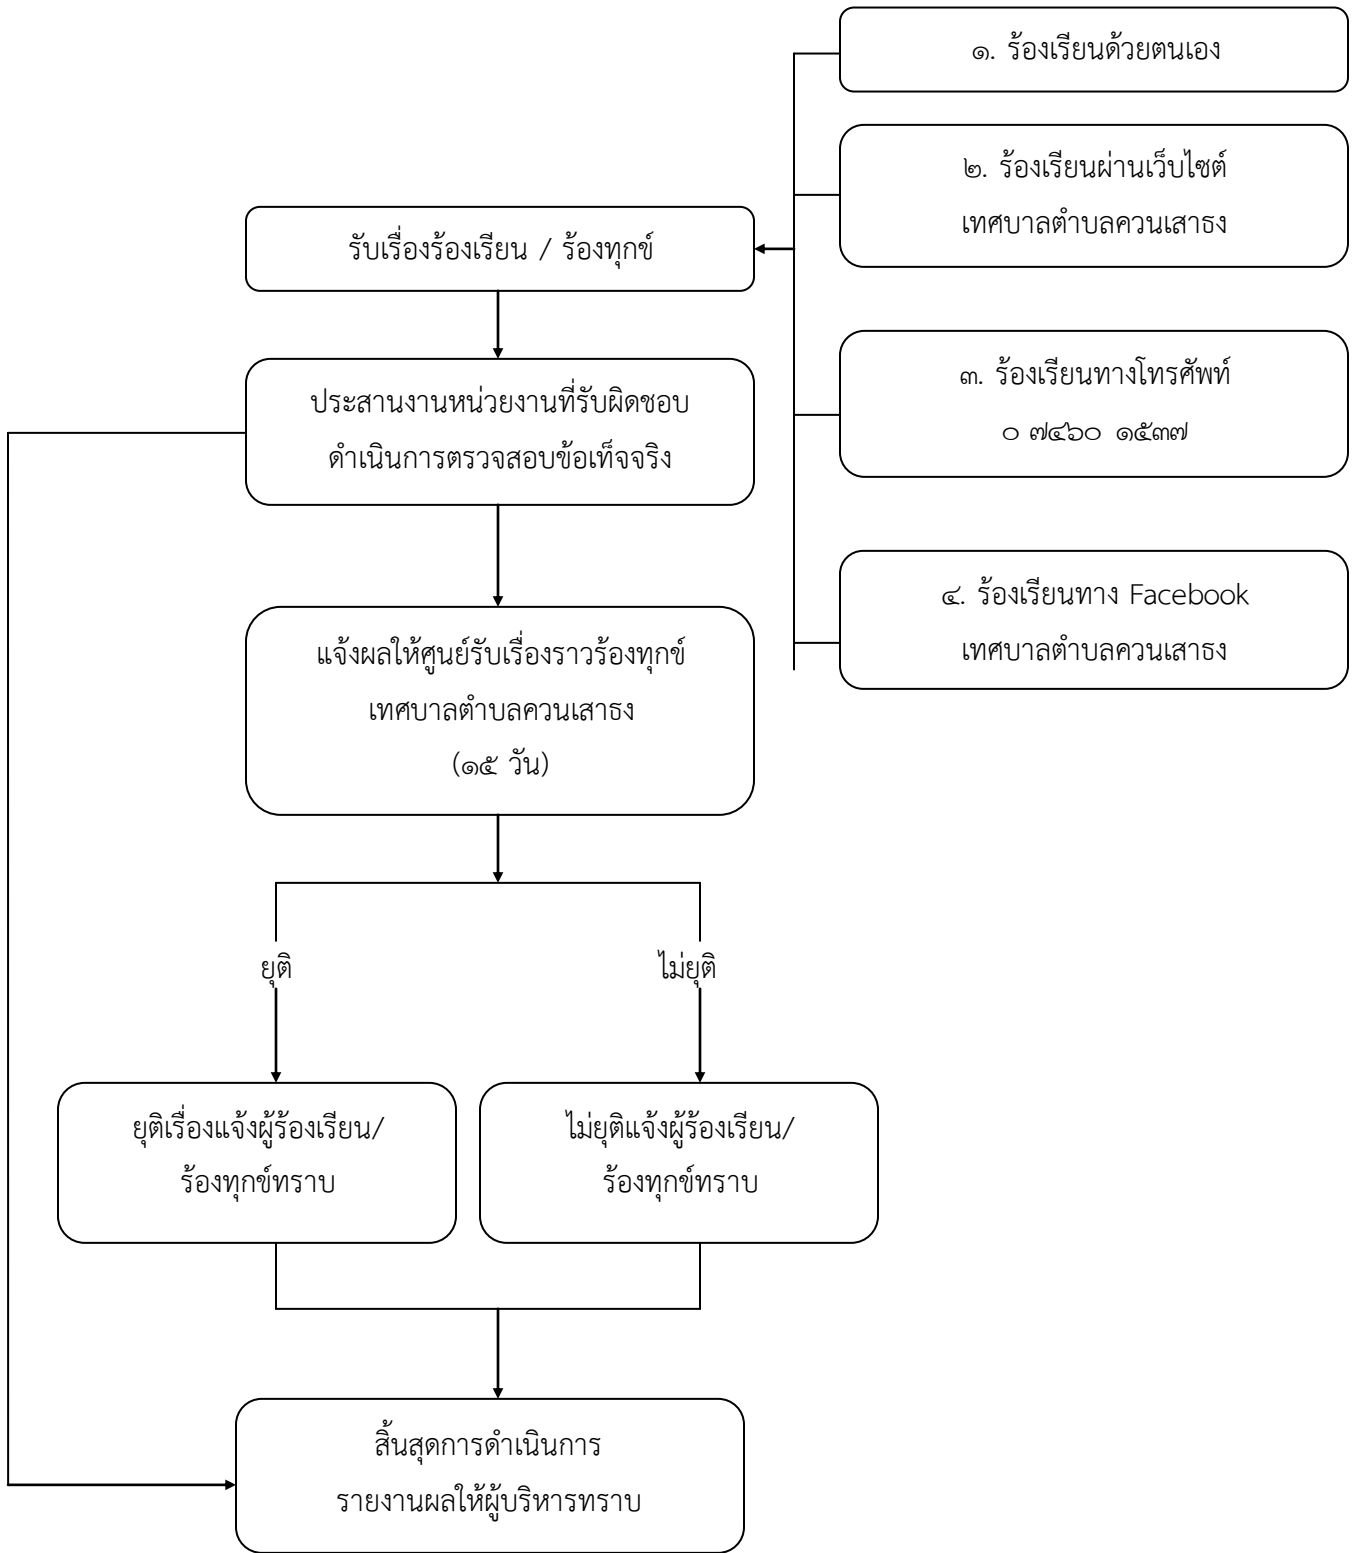 ๑. ร้องเรียนด้วยตนเอง
๒. ร้องเรียนผ่านเว็บไซต์
เทศบาลตำบลควนเสาธง
รับเรื่องร้องเรียน / ร้องทุกข์
๓. ร้องเรียนทางโทรศัพท์
๐ ๗๔๖๐ ๑๕๓๗
ประสานงานหน่วยงานที่รับผิดชอบ
ดำเนินการตรวจสอบข้อเท็จจริง
๔. ร้องเรียนทาง Facebook
เทศบาลตำบลควนเสาธง
แจ้งผลให้ศูนย์รับเรื่องราวร้องทุกข์
เทศบาลตำบลควนเสาธง
(๑๕ วัน)
ยุติ
ไม่ยุติ
ยุติเรื่องแจ้งผู้ร้องเรียน/
ร้องทุกข์ทราบ
ไม่ยุติแจ้งผู้ร้องเรียน/
ร้องทุกข์ทราบ
สิ้นสุดการดำเนินการ
รายงานผลให้ผู้บริหารทราบ